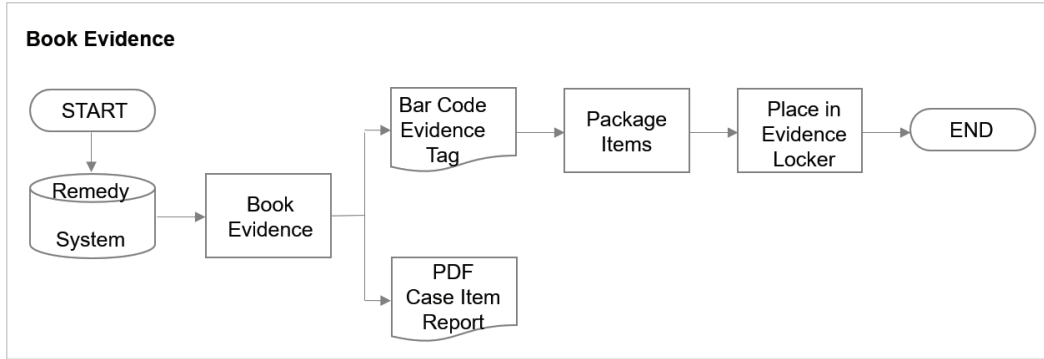 Book Evidence
START
Remedy
System
Book
Evidence
Bar Code
Evidence
Tag
Package
Items
Place in
Evidence
Locker
END
PDF
Case Item
Report